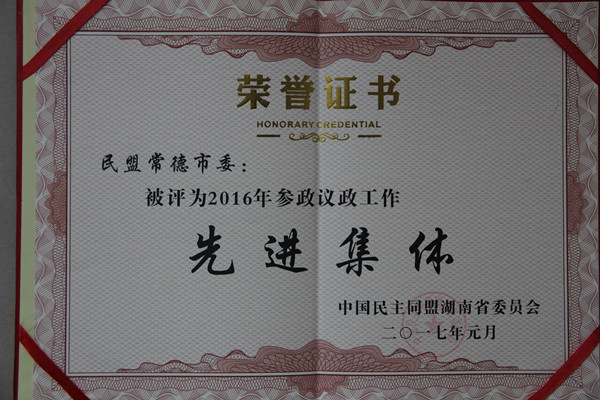 荣誉证书
HONORARY CREDENTIAL
民盟常德市委：
被评为2016年参政议政工作
先进集体
中国民主同盟湖南省委员会
二〇一七年元月